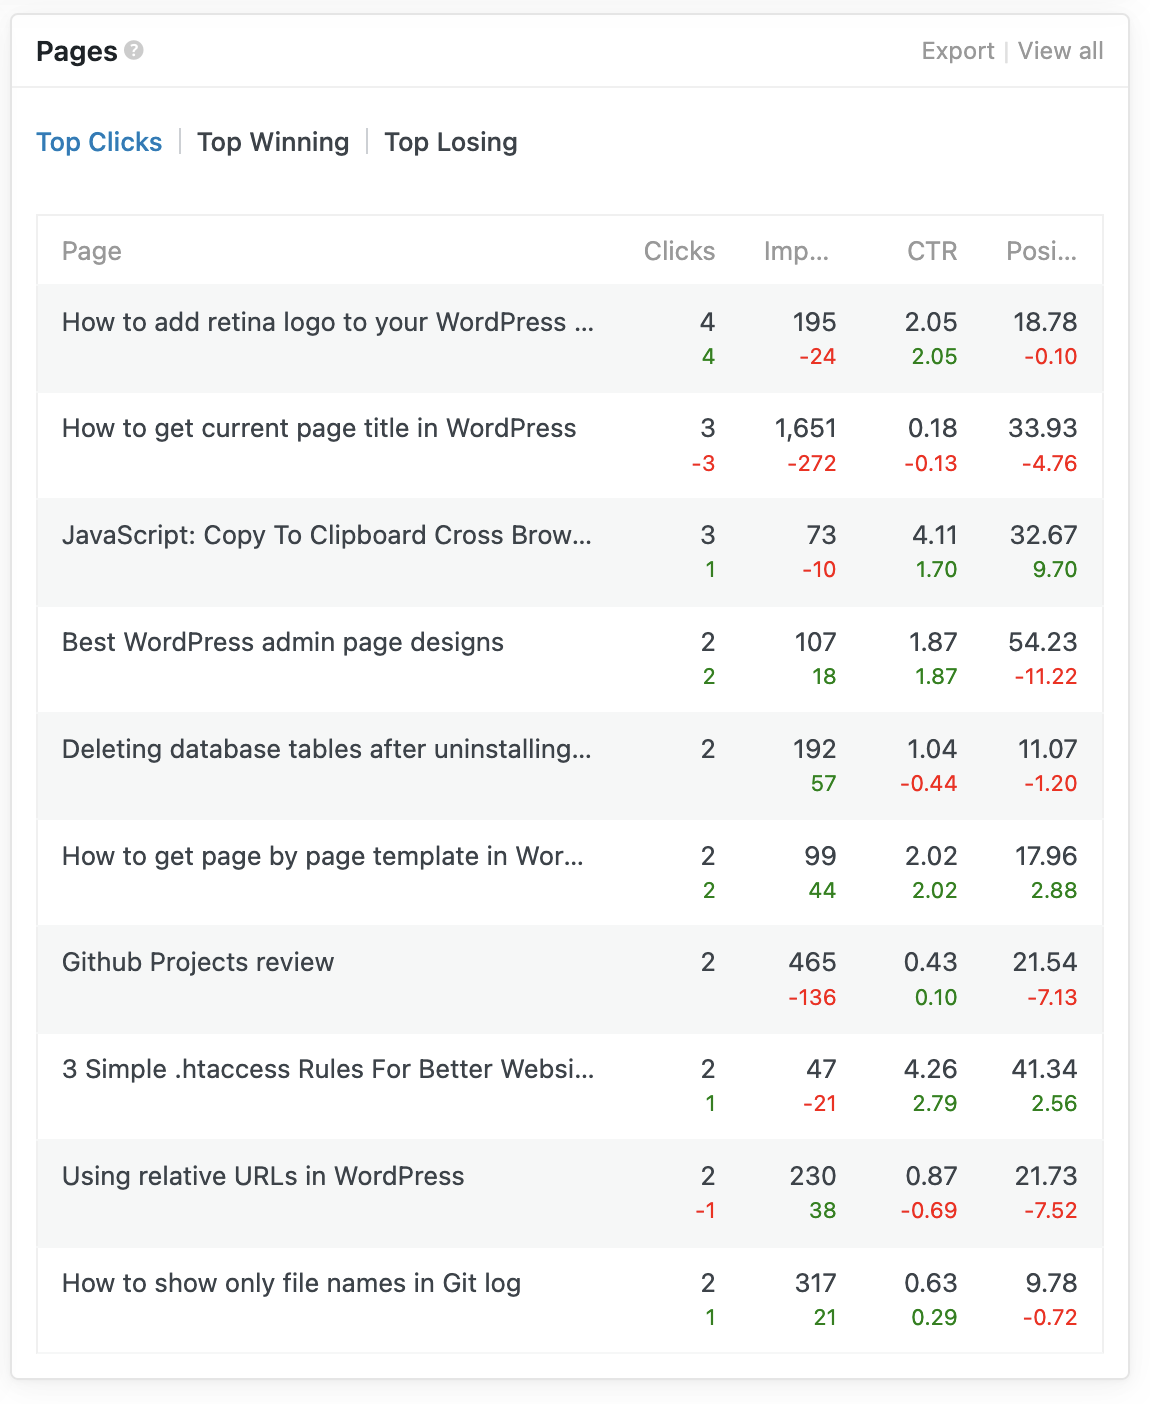 Pages ?
Export | View all
Top Clicks | Top Winning | Top Losing
Page Clicks Imp... CTR Posi...
How to add retina logo to your WordPress ... 4 195 2.05 18.78
4 -24 2.05 -0.10
How to get current page title in WordPress 3 1,651 0.18 33.93
-3 -272 -0.13 -4.76
JavaScript: Copy To Clipboard Cross Brow... 3 73 4.11 32.67
1 -10 1.70 9.70
Best WordPress admin page designs 2 107 1.87 54.23
2 18 1.87 -11.22
Deleting database tables after uninstalling... 2 192 1.04 11.07
57 -0.44 -1.20
How to get page by page template in Wor... 2 99 2.02 17.96
2 44 2.02 2.88
Github Projects review 2 465 0.43 21.54
-136 0.10 -7.13
3 Simple .htaccess Rules For Better Websi... 2 47 4.26 41.34
1 -21 2.79 2.56
Using relative URLs in WordPress 2 230 0.87 21.73
-1 38 -0.69 -7.52
How to show only file names in Git log 2 317 0.63 9.78
1 21 0.29 -0.72